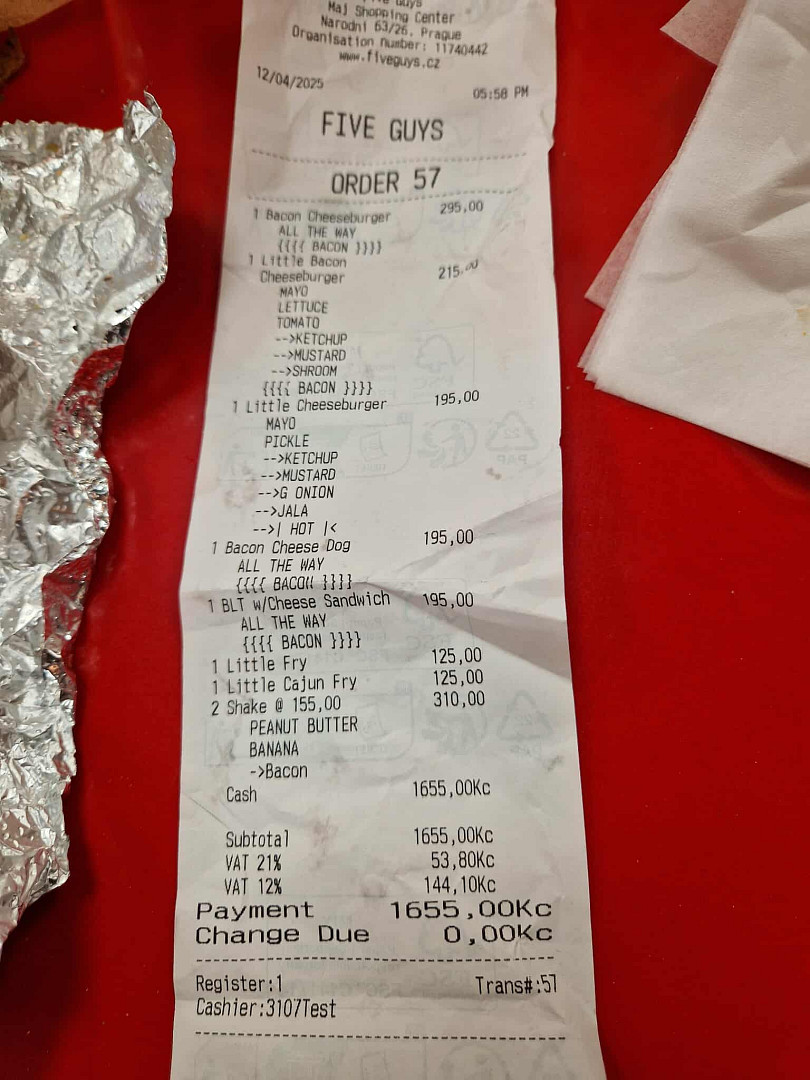 Guys
Maj Shopping Center
Narodni 63/26, Prague
Organisation number: 11740442
www.fiveguys.cz
12/04/2025
05:58 PM
FIVE GUYS
ORDER 57
1 Bacon Cheeseburger 295,00
ALL THE WAY
{{{{ BACON }}}}
1 Little Bacon
Cheeseburger 215,00
MAYO
LETTUCE
TOMATO
-->KETCHUP
-->MUSTARD
-->SHROOM
{{{{ BACON }}}}
1 Little Cheeseburger 195,00
MAYO
PICKLE
-->KETCHUP
-->MUSTARD
-->G ONION
-->JALA
-->| HOT |<
1 Bacon Cheese Dog 195,00
ALL THE WAY
{{{{ BACON }}}}
1 BLT w/Cheese Sandwich 195,00
ALL THE WAY
{{{{ BACON }}}}
1 Little Fry 125,00
1 Little Cajun Fry 125,00
2 Shake @ 155,00 310,00
PEANUT BUTTER
BANANA
->Bacon
Cash 1655,00Kc
Subtotal 1655,00Kc
VAT 21% 53,80Kc
VAT 12% 144,10Kc
Payment 1655,00Kc
Change Due 0,00Kc
Register:1 Trans#:57
Cashier:3107Test